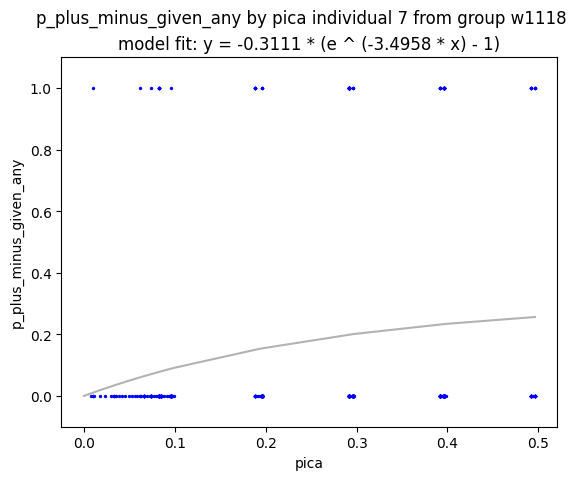 p_plus_minus_given_any by pica individual 7 from group w1118
model fit: y = -0.3111 * (e ^ (-3.4958 * x) - 1)
1.0
0.8
0.6
0.4
0.2
0.0
p_plus_minus_given_any
0.0 0.1 0.2 0.3 0.4 0.5
pica